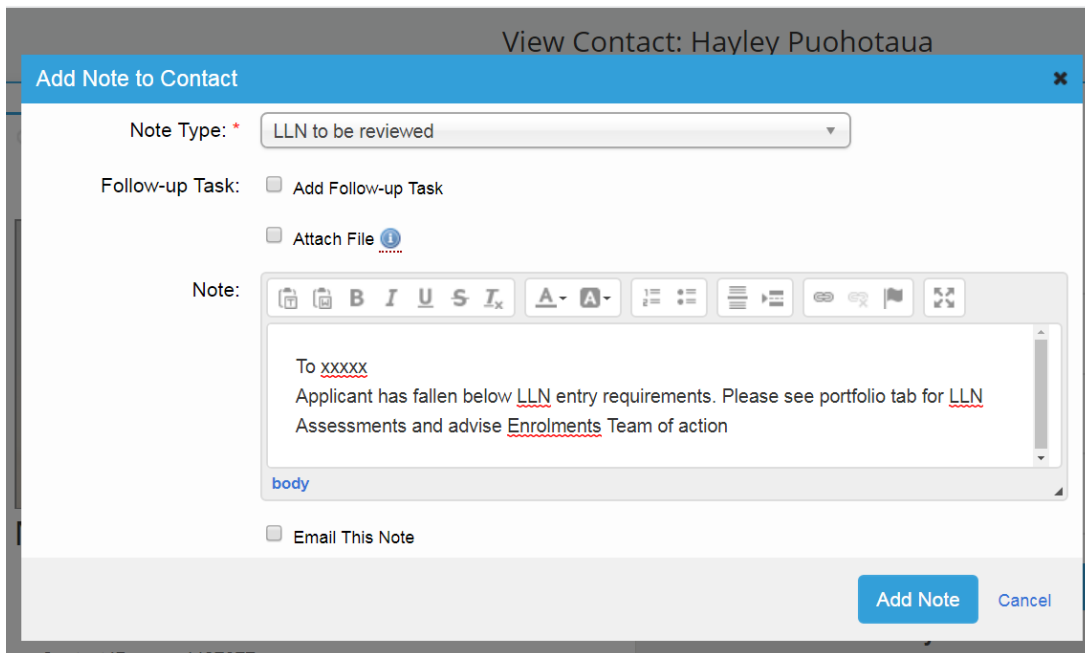 View Contact: Hayley Puohotaua
Add Note to Contact
Note Type: *
LLN to be reviewed
Follow-up Task:
Add Follow-up Task
Attach File
Note:
To xxxxx
Applicant has fallen below LLN entry requirements. Please see portfolio tab for LLN
Assessments and advise Enrolments Team of action
body
Email This Note
Add Note Cancel